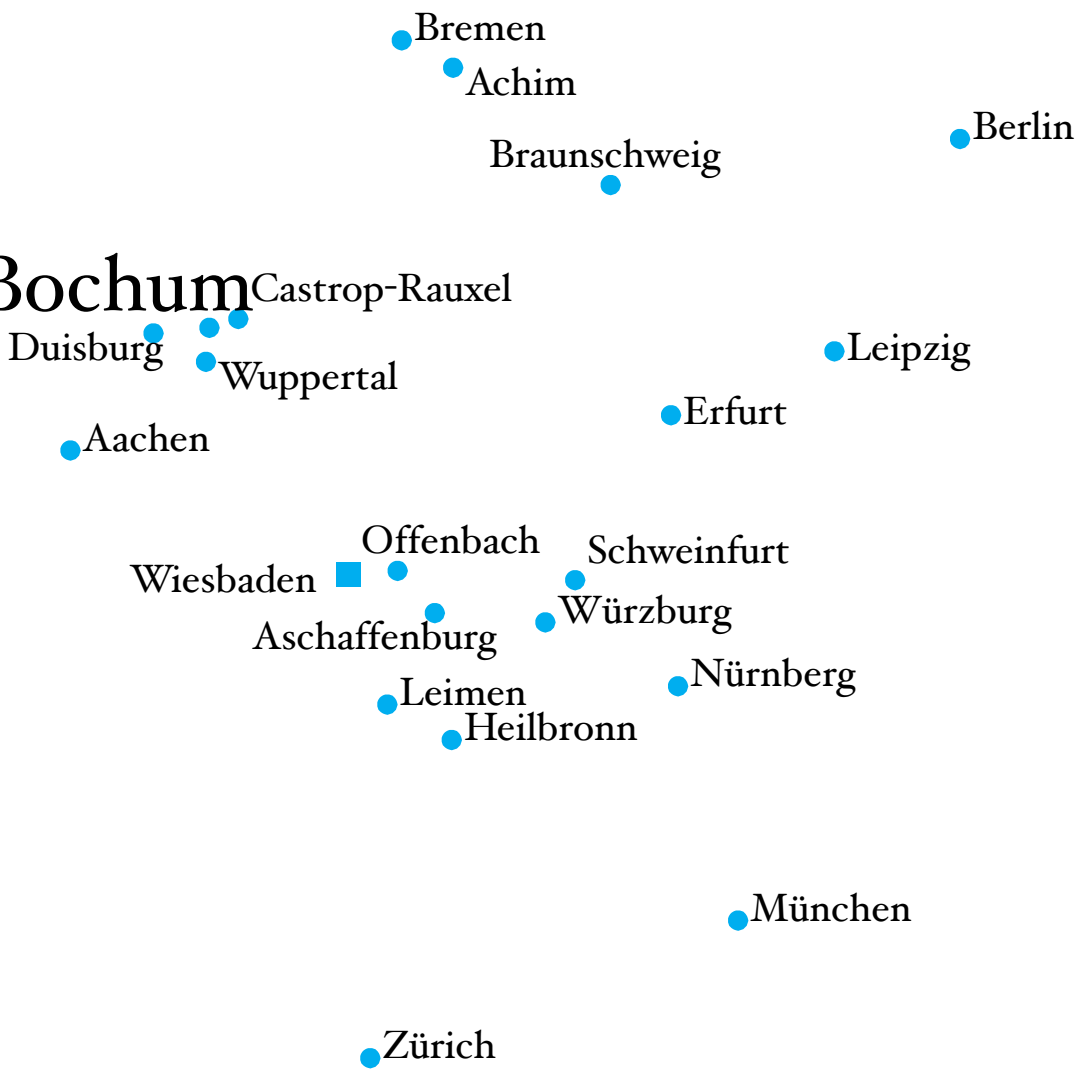 Bremen
Achim
Berlin
Braunschweig
Bochum
Castrop-Rauxel
Duisburg
Leipzig
Wuppertal
Erfurt
Aachen
Offenbach
Schweinfurt
Wiesbaden
Würzburg
Aschaffenburg
Nürnberg
Leimen
Heilbronn
München
Zürich